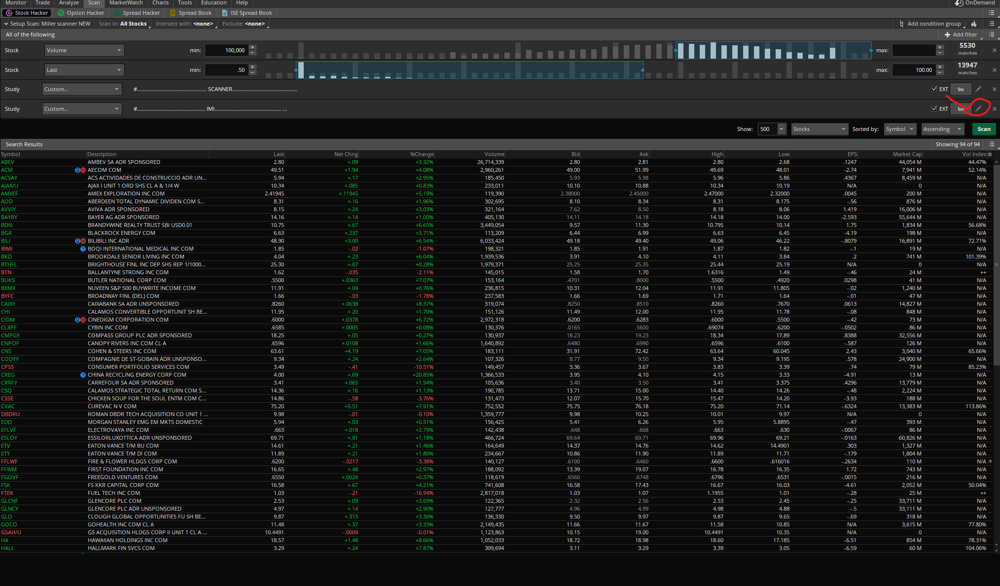 Monitor Trade Analyze Scan MarketWatch Charts Tools Education Help OnDemand
Stock Hacker Option Hacker Spread Hacker Spread Book ISE Spread Book
Setup Scan: Miller scanner NEW Scan in: All Stocks Intersect with: <none> Exclude: <none> Add condition group
All of the following Add filter
Stock Volume min: 100,000 max: 5530 matches
Stock Last min: .50 max: 100.00 13947 matches
Study Custom... #............................................... SCANNER............................................ EXT 1m
Study Custom... #............................................... IMI............................................. ... EXT 1m
Show: 500 Stocks Sorted by: Symbol Ascending Scan
Search Results Showing 94 of 94
Symbol Description Last Net Chng %Change Volume Bid Ask High Low EPS Market Cap Vol Index
ABEV AMBEV SA ADR SPONSORED 2.80 +.09 +3.32% 26,714,339 2.80 2.81 2.80 2.68 .1247 44,054 M 44.47%
ACM AECOM COM 49.51 +1.94 +4.08% 2,960,261 49.00 51.99 49.69 48.01 -2.74 7,941 M 52.14%
ACSAY ACS ACTIVIDADES DE CONSTRUCCIO ADR UN... 5.94 +.17 +2.95% 185,450 5.93 5.98 5.96 5.86 .4367 8,459 M N/A
AJAX/U AJAX I UNIT 1 ORD SHS CL A & 1/4 W 10.34 +.085 +0.83% 233,011 10.10 10.88 10.34 10.19 N/A 0 N/A
AMXEF AMEX EXPLORATION INC COM 2.41945 +.11945 +5.19% 119,390 2.38000 2.45000 2.47000 2.32000 .0045 200 M N/A
AOD ABERDEEN TOTAL DYNAMIC DIVIDEN COM S... 8.31 +.16 +1.96% 302,695 8.10 8.34 8.31 8.175 -.56 876 M N/A
AVVIY AVIVA ADR SPONSORED 8.15 +.24 +3.03% 321,164 7.62 8.50 8.18 8.06 1.419 16,006 M N/A
BAYRY BAYER AG ADR SPONSORED 14.16 +.14 +1.00% 405,130 14.11 14.18 14.18 14.00 -2.593 55,644 M N/A
BDN BRANDYWINE REALTY TRUST SBI USD0.01 10.75 +.67 +6.65% 3,449,054 9.57 11.30 10.795 10.14 1.75 1,834 M 56.68%
BGR BLACKROCK ENERGY COM 6.63 +.237 +3.71% 113,209 6.44 6.99 6.63 6.45 -4.19 198 M N/A
BILI BILIBILI INC ADR 48.90 +3.00 +6.54% 6,033,424 49.18 49.40 49.06 46.22 -.8079 16,891 M 72.71%
BIMI BOQI INTERNATIONAL MEDICAL INC COM 1.85 -.02 -1.07% 198,321 1.85 1.91 1.87 1.82 -.1 19 M N/A
BKD BROOKDALE SENIOR LIVING INC COM 4.04 +.23 +6.04% 1,939,536 3.91 4.10 4.11 3.84 .2 741 M 101.39%
BTHFL BRIGHTHOUSE FINL INC DEP SHS REP 1/1000... 25.30 +.07 +0.28% 1,979,371 25.25 25.35 25.44 25.19 N/A 0 N/A
BTN BALLANTYNE STRONG INC COM 1.62 -.035 -2.11% 145,015 1.58 1.70 1.6316 1.49 -.46 24 M ++
BUKS BUTLER NATIONAL CORP COM .5500 +.0363 +7.07% 153,164 .4701 .8000 .5500 .4920 .0298 41 M N/A
BXMX NUVEEN S&P 500 BUYWRITE INCOME COM 11.91 +.09 +0.76% 236,815 10.31 12.04 11.91 11.805 -.02 1,240 M N/A
BYFC BROADWAY FINL (DEL) COM 1.66 -.03 -1.78% 237,583 1.66 1.69 1.71 1.64 -.01 47 M N/A
CAIXY CAIXABANK SA ADR UNSPONSORED .8260 +.0638 +8.37% 319,074 .8250 .8510 .8260 .7670 .0613 14,827 M N/A
CHI CALAMOS CONVERTIBLE OPPORTUNIT SH BE... 11.95 +.20 +1.70% 151,126 11.49 12.00 11.95 11.78 -.08 848 M N/A
CIDM CINEDIGM CORPORATION COM .6000 +.0378 +6.72% 2,972,318 .6200 .6283 .6000 .5500 -.42 73 M N/A
CLXPF CYBIN INC COM .6585 +.0005 +0.08% 130,376 .0165 .5600 .69074 .6200 -.0502 86 M N/A
CMPGY COMPASS GROUP PLC ADR SPONSORED 18.25 +.05 +0.27% 130,937 18.23 19.23 18.34 17.89 .8388 32,556 M N/A
CNPOF CANOPY RIVERS INC COM CL A .6596 +.0108 +1.66% 1,640,892 .6480 .6990 .6596 .6100 -.587 126 M N/A
CNS COHEN & STEERS INC COM 63.61 +4.19 +7.05% 183,111 31.91 72.42 63.64 60.045 2.43 3,040 M 65.66%
CODYY COMPAGNIE DE ST-GOBAIN ADR UNSPONSO... 9.34 +.24 +2.64% 107,326 8.77 9.50 9.34 9.195 .578 24,900 M N/A
CPSS CONSUMER PORTFOLIO SERVICES COM 3.49 -.41 -10.51% 149,457 3.36 3.67 3.83 3.39 .74 79 M 85.23%
CREG CHINA RECYCLING ENERGY CORP COM 4.00 +.69 +20.85% 1,366,533 3.95 4.10 4.15 3.33 -4.91 13 M N/A
CRRFY CARREFOUR SA ADR SPONSORED 3.41 +.065 +1.94% 105,636 3.40 3.50 3.41 3.375 .4296 13,779 M N/A
CSQ CALAMOS STRATEGIC TOTAL RETURN COM S... 14.36 +.16 +1.13% 190,785 13.71 15.00 14.40 14.26 -.48 2,224 M N/A
CSSE CHICKEN SOUP FOR THE SOUL ENTM COM C... 14.86 -.58 -3.76% 131,473 12.07 15.70 15.47 14.20 -3.93 188 M N/A
CVAC CUREVAC N V COM 75.20 +5.51 +7.91% 752,552 75.75 76.18 75.20 71.14 -.6324 13,383 M 113.86%
DBDRU ROMAN DBDR TECH ACQUISITION CO UNIT 1 ... 9.98 -.01 -0.10% 1,359,777 9.98 10.25 10.01 9.97 N/A 0 N/A
EDD MORGAN STANLEY EMG EM MKTS DOMESTIC 5.94 +.03 +0.51% 156,425 5.41 6.26 5.95 5.8895 -.47 393 M N/A
EFLVF ELECTROVAYA INC COM .663 +.018 +2.79% 142,438 .648 .668 .663 .630 -.0067 86 M N/A
ESLOY ESSILORLUXOTTICA ADR UNSPONSORED 69.71 +.81 +1.18% 466,724 69.64 69.71 69.96 69.21 -.0163 60,826 M N/A
ETV EATON VANCE T/M BU COM 14.61 +.21 +1.46% 164,649 14.37 14.76 14.62 14.4901 .303 1,327 M N/A
ETY EATON VANCE T/M DI COM 11.89 +.21 +1.80% 234,667 10.86 11.90 11.89 11.71 -.179 1,804 M N/A
FFLWF FIRE & FLOWER HLDGS CORP COM .6200 -.0217 -3.38% 140,127 .6100 .6460 .6600 .616016 -.2634 110 M N/A
FFWM FIRST FOUNDATION INC COM 16.65 +.48 +2.97% 188,092 13.39 19.07 16.78 16.35 1.72 743 M N/A
FGOVF FREEGOLD VENTURES COM .6550 +.0024 +0.37% 118,619 .6560 .6748 .6796 .6531 -.0015 216 M N/A
FSK FS KKR CAPITAL CORP COM 16.58 +.67 +4.21% 741,608 16.58 17.43 16.67 16.03 -4.61 2,052 M 50.04%
FTEK FUEL TECH INC COM 1.03 -.21 -16.94% 2,817,018 1.03 1.07 1.1955 1.01 -.28 25 M ++
GLCNF GLENCORE PLC COM 2.53 +.09 +3.69% 122,365 2.32 2.56 2.53 2.45 -.25 33,711 M N/A
GLNCY GLENCORE PLC ADR UNSPONSORED 4.97 +.14 +2.90% 127,777 4.96 4.99 4.98 4.88 -.5 33,111 M N/A
GLO CLOUGH GLOBAL OPPORTUNITIES FU SH BE... 9.87 +.315 +3.30% 136,330 9.50 9.97 9.87 9.65 -.69 318 M N/A
GOCO GOHEALTH INC COM CL A 11.48 +.37 +3.33% 2,149,435 11.66 11.67 11.58 10.85 N/A 3,615 M 77.80%
GSAH/U GS ACQUISITION HLDGS CORP II UNIT 1 CL A ... 10.4491 -.0009 -0.01% 1,123,863 10.15 19.00 10.4491 10.35 N/A 0 N/A
HA HAWAIIAN HOLDINGS INC COM 18.57 +1.48 +8.66% 1,052,033 18.72 18.98 18.60 17.185 -6.51 854 M 78.31%
HALL HALLMARK FIN SVCS COM 3.29 +.24 +7.87% 309,694 3.11 3.29 3.39 3.05 -6.59 60 M 104.06%